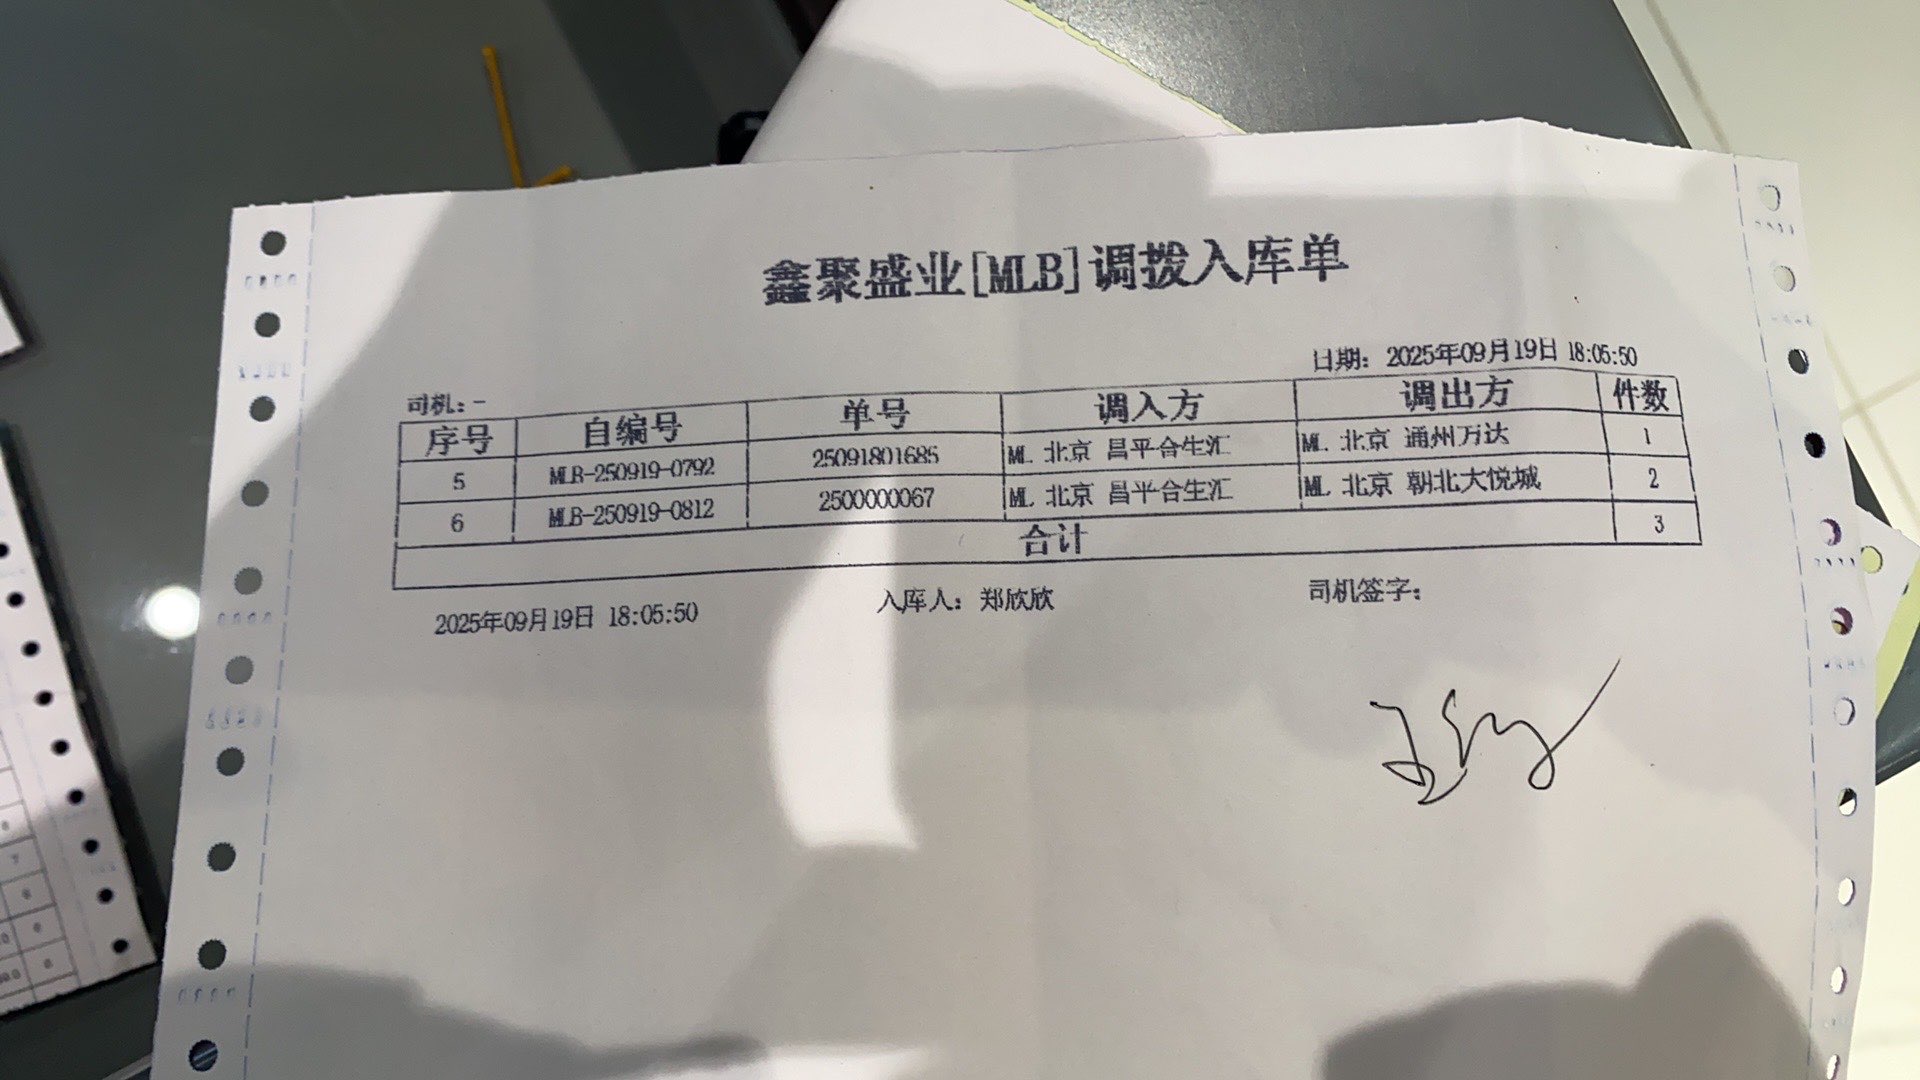 鑫聚盛业[MLB]调拨入库单
日期: 2025年09月19日 18:05:50
司机: -
序号 自编号 单号 调入方 调出方 件数
5 MLB-250919-0792 25091801685 ML 北京 昌平合生汇 ML 北京 通州万达 1
6 MLB-250919-0812 2500000067 ML 北京 昌平合生汇 ML 北京 朝北大悦城 2
合计 3
2025年09月19日 18:05:50 入库人: 郑欣欣 司机签字: